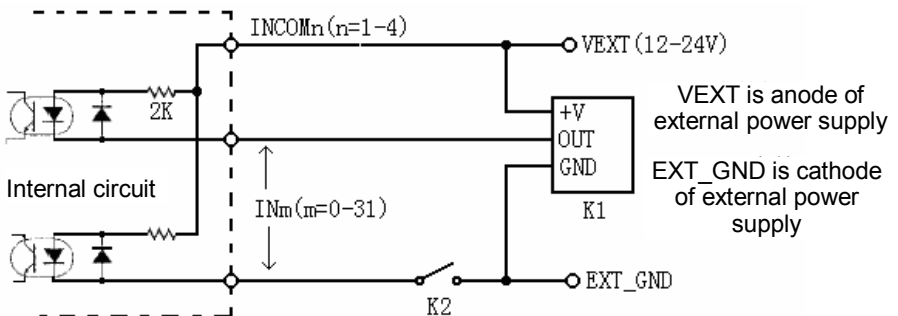 INCOMn(n=1-4)
VEXT(12-24V)
2K
+V
OUT
GND
K1
VEXT is anode of
external power supply
EXT_GND is cathode
of external power
supply
Internal circuit
INm(m=0-31)
K2
EXT_GND